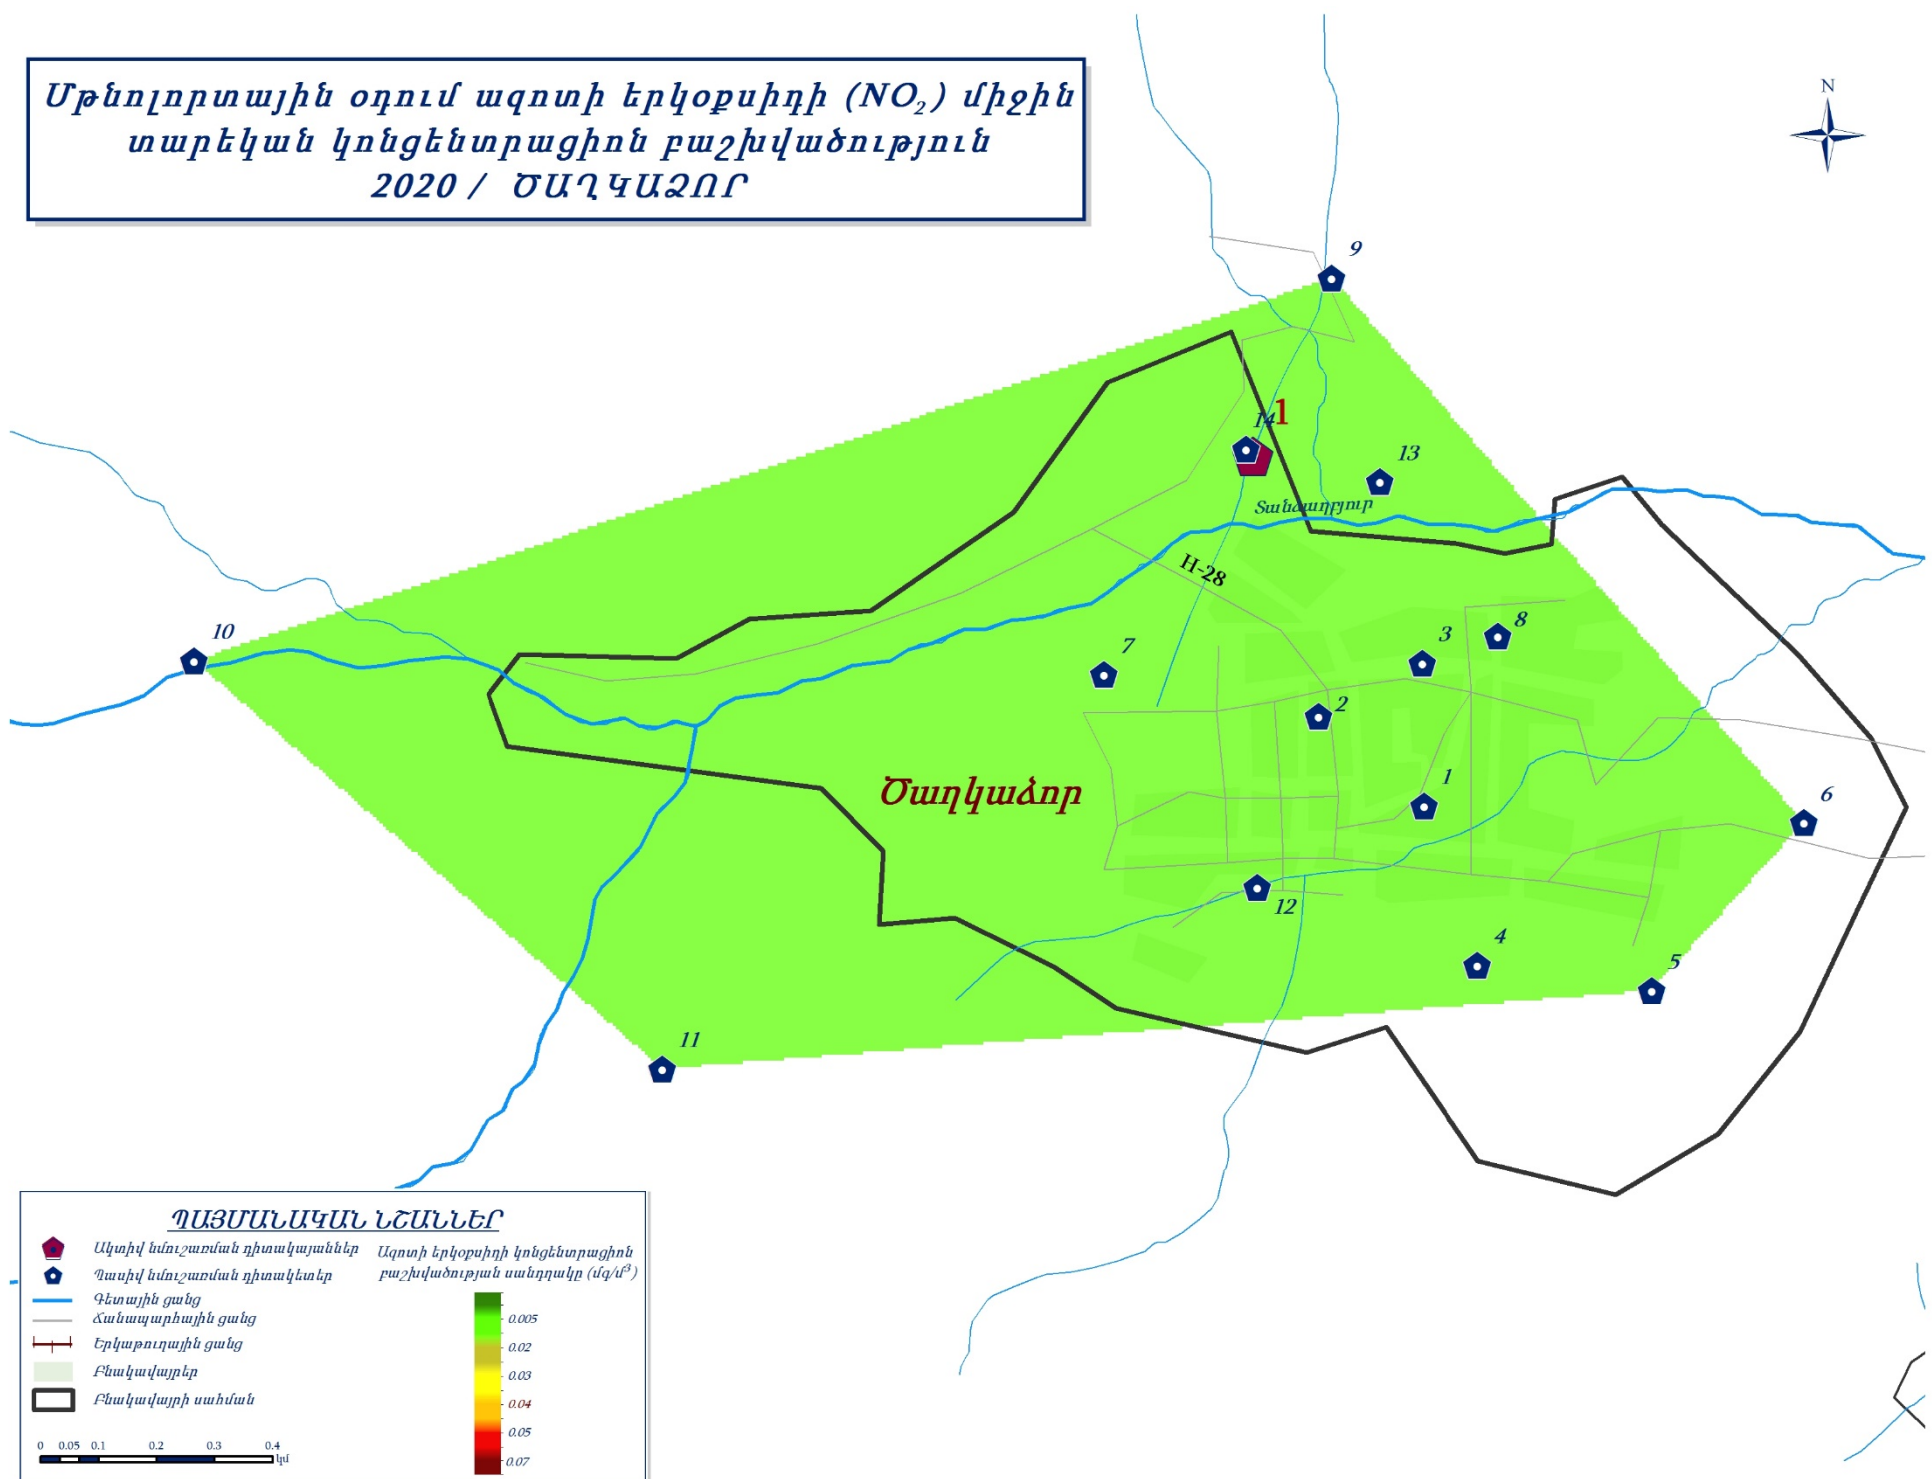 Մթնոլորտային օդում ազոտի երկօքսիդի (NO₂) միջին
տարեկան կոնցենտրացիոն բաշխվածություն
2020 / ԾԱՂԿԱՁՈՐ
N
9
14
1
13
Տանձաղբյուր
H-28
10
7
3
8
2
Ծաղկաձոր
1
6
12
4
5
11
ՊԱՅՄԱՆԱԿԱՆ ՆՇԱՆՆԵՐ
Ակտիվ նմուշառման դիտակայաններ
Պասիվ նմուշառման դիտակետեր
Գետային ցանց
Ճանապարհային ցանց
Երկաթուղային ցանց
Բնակավայրեր
Բնակավայրի սահման
Ազոտի երկօքսիդի կոնցենտրացիոն
բաշխվածության սանդղակը (մգ/մ³)
0.005
0.02
0.03
0.04
0.05
0.07
0 0.05 0.1 0.2 0.3 0.4
կմ